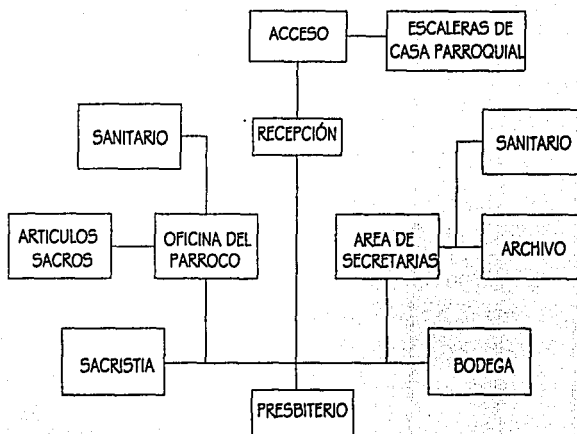 ACCESO
ESCALERAS DE
CASA PARROQUIAL
SANITARIO
RECEPCIÓN
SANITARIO
ARTICULOS
SACROS
OFICINA DEL
PARROCO
AREA DE
SECRETARIAS
ARCHIVO
SACRISTIA
BODEGA
PRESBITERIO